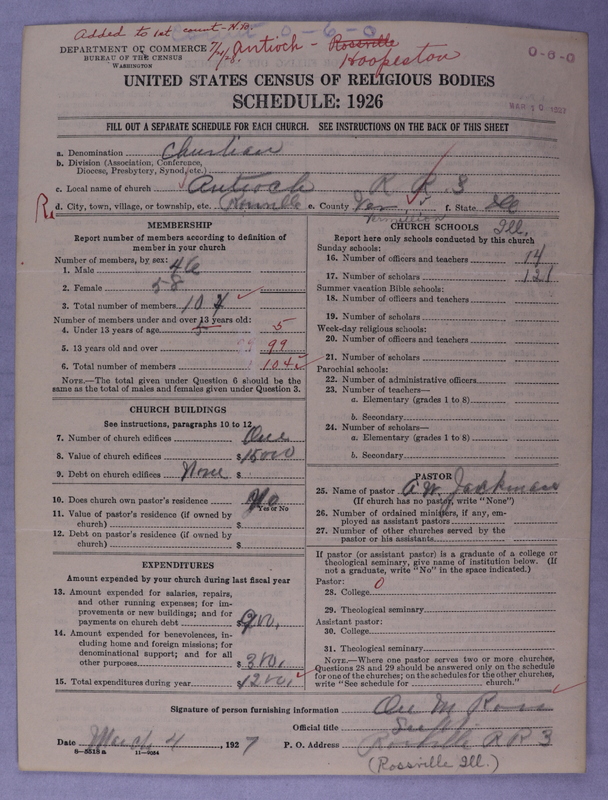 Added to 1st count - N.B.
0-6-0
DEPARTMENT OF COMMERCE
BUREAU OF THE CENSUS
WASHINGTON
Antioch - Rossville
Hoopeston
0-6-0
UNITED STATES CENSUS OF RELIGIOUS BODIES
SCHEDULE: 1926
MAR 10 1927
FILL OUT A SEPARATE SCHEDULE FOR EACH CHURCH. SEE INSTRUCTIONS ON THE BACK OF THIS SHEET
a. Denomination Christian
b. Division (Association, Conference, Diocese, Presbytery, Synod, etc.)
c. Local name of church Antioch R R 3
d. City, town, village, or township, etc. Rossville e. County Ver f. State Ill
Vermillion Ill.
MEMBERSHIP
Report number of members according to definition of member in your church
Number of members, by sex:
1. Male 46
2. Female 58
3. Total number of members 104
Number of members under and over 13 years old:
4. Under 13 years of age 5 5
5. 13 years old and over 99
6. Total number of members 104
NOTE.—The total given under Question 6 should be the same as the total of males and females given under Question 3.
CHURCH BUILDINGS
See instructions, paragraphs 10 to 12
7. Number of church edifices One
8. Value of church edifices $15000
9. Debt on church edifices None $
10. Does church own pastor's residence No
Yes or No
11. Value of pastor's residence (if owned by church) $
12. Debt on pastor's residence (if owned by church) $
EXPENDITURES
Amount expended by your church during last fiscal year
13. Amount expended for salaries, repairs, and other running expenses; for improvements or new buildings; and for payments on church debt $900.
14. Amount expended for benevolences, including home and foreign missions; for denominational support; and for all other purposes $300.
15. Total expenditures during year $1200.
CHURCH SCHOOLS
Report here only schools conducted by this church
Sunday schools:
16. Number of officers and teachers 14
17. Number of scholars 121
Summer vacation Bible schools:
18. Number of officers and teachers
19. Number of scholars
Week-day religious schools:
20. Number of officers and teachers
21. Number of scholars
Parochial schools:
22. Number of administrative officers
23. Number of teachers—
a. Elementary (grades 1 to 8)
b. Secondary
24. Number of scholars—
a. Elementary (grades 1 to 8)
b. Secondary
PASTOR
25. Name of pastor A. W. Jackman
(If church has no pastor, write "None")
26. Number of ordained ministers, if any, employed as assistant pastors
27. Number of other churches served by the pastor or his assistants
If pastor (or assistant pastor) is a graduate of a college or theological seminary, give name of institution below. (If not a graduate, write "No" in the space indicated.)
Pastor: 0
28. College
29. Theological seminary
Assistant pastor:
30. College
31. Theological seminary
NOTE.—Where one pastor serves two or more churches, Questions 28 and 29 should be answered only on the schedule for one of the churches; on the schedules for the other churches, write "See schedule for church."
Signature of person furnishing information M Ross
Official title Supt.
Date March 4, 1927 P. O. Address Rossville RR 3
8—5518 a 11—9084
(Rossville Ill.)